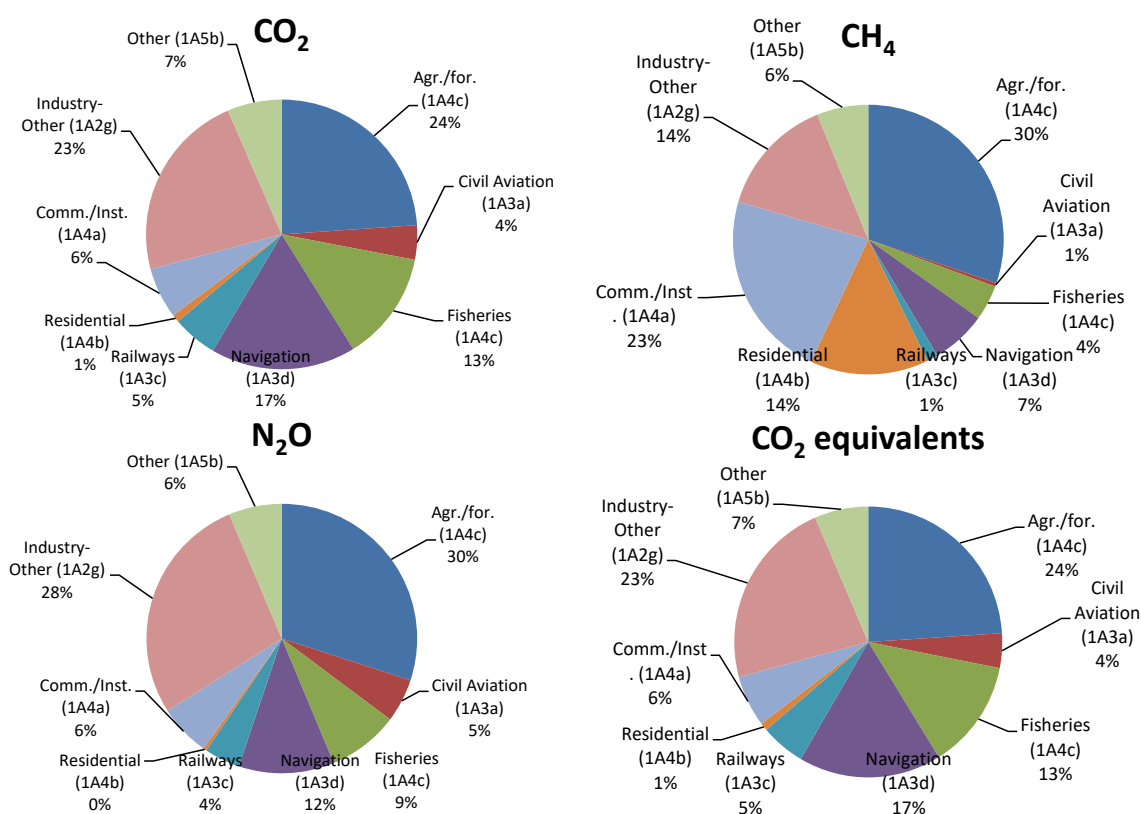 CO2
Other (1A5b)
7%
Agr./for.
(1A4c)
24%
Civil Aviation
(1A3a)
4%
Fisheries
(1A4c)
13%
Navigation
(1A3d)
17%
Railways
(1A3c)
5%
Residential
(1A4b)
1%
Comm./Inst.
(1A4a)
6%
Industry-
Other (1A2g)
23%
CH4
Other
(1A5b)
6%
Agr./for.
(1A4c)
30%
Civil
Aviation
(1A3a)
1%
Fisheries
(1A4c)
4%
Navigation
(1A3d)
7%
Railways
(1A3c)
1%
Residential
(1A4b)
14%
Comm./Inst
. (1A4a)
23%
Industry-
Other
(1A2g)
14%
N2O
Other (1A5b)
6%
Agr./for.
(1A4c)
30%
Civil Aviation
(1A3a)
5%
Fisheries
(1A4c)
9%
Navigation
(1A3d)
12%
Railways
(1A3c)
4%
Residential
(1A4b)
0%
Comm./Inst.
(1A4a)
6%
Industry-
Other (1A2g)
28%
CO2 equivalents
Other
(1A5b)
7%
Agr./for.
(1A4c)
24%
Civil
Aviation
(1A3a)
4%
Fisheries
(1A4c)
13%
Navigation
(1A3d)
17%
Railways
(1A3c)
5%
Residential
(1A4b)
1%
Comm./Inst
. (1A4a)
6%
Industry-
Other
(1A2g)
23%